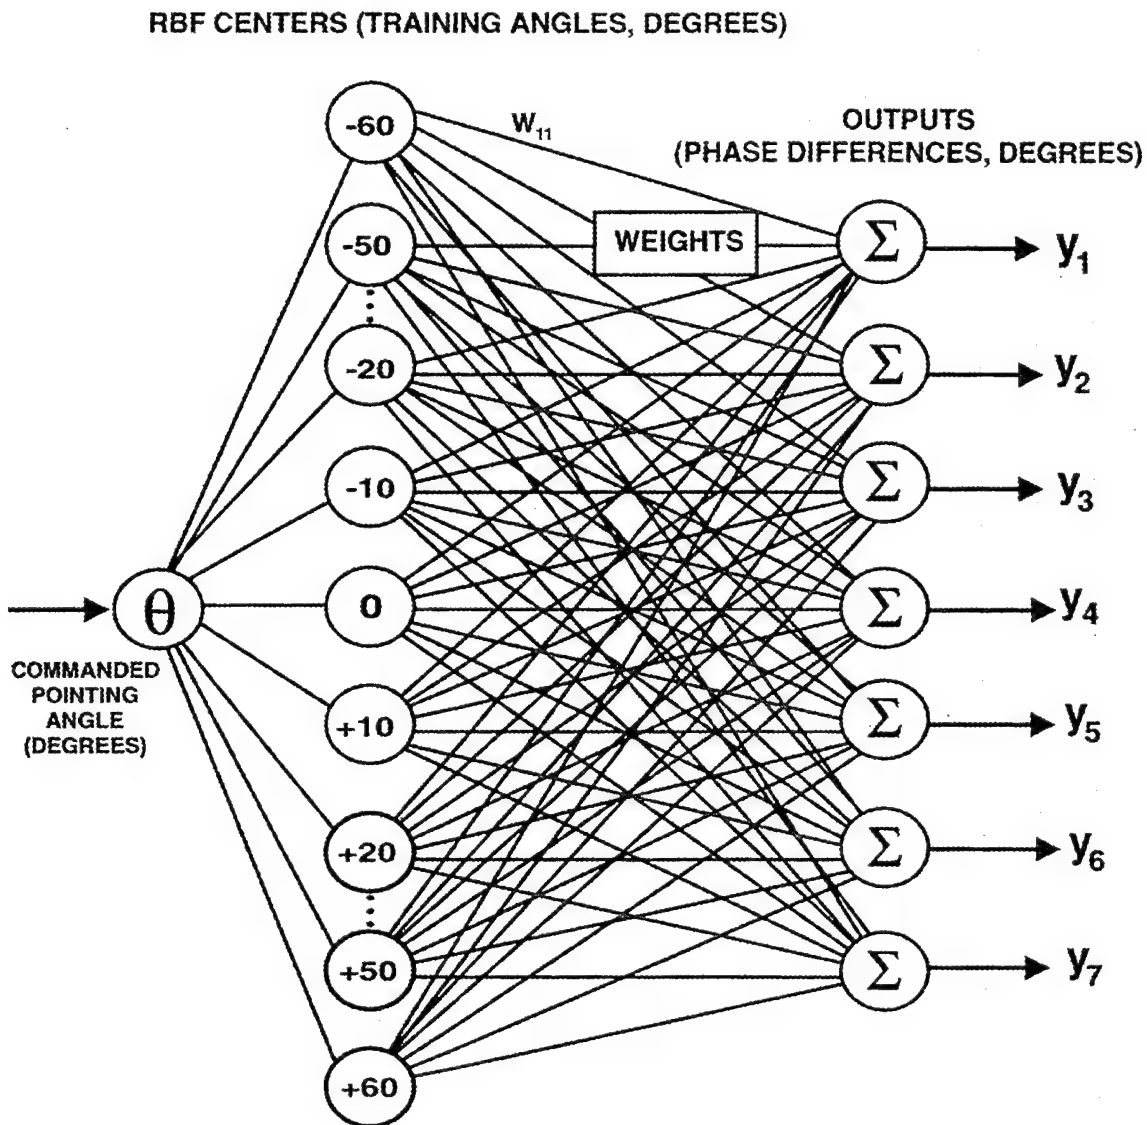 RBF CENTERS (TRAINING ANGLES, DEGREES)
-60
W11
OUTPUTS
(PHASE DIFFERENCES, DEGREES)
-50
WEIGHTS
Σ
y1
-20
Σ
y2
-10
Σ
y3
θ
0
Σ
y4
COMMANDED
POINTING
ANGLE
(DEGREES)
+10
Σ
y5
+20
Σ
y6
+50
Σ
y7
+60